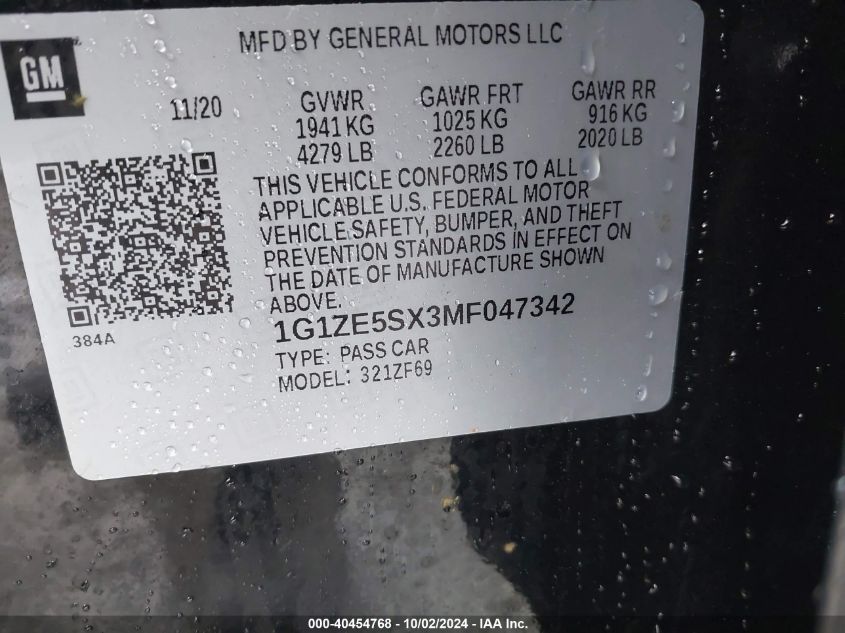 MFD BY GENERAL MOTORS LLC
GM
11/20
GVWR GAWR FRT GAWR RR
1941 KG 1025 KG 916 KG
4279 LB 2260 LB 2020 LB
THIS VEHICLE CONFORMS TO ALL
APPLICABLE U.S. FEDERAL MOTOR
VEHICLE SAFETY, BUMPER, AND THEFT
PREVENTION STANDARDS IN EFFECT ON
THE DATE OF MANUFACTURE SHOWN
ABOVE.
384A
1G1ZE5SX3MF047342
TYPE: PASS CAR
MODEL: 321ZF69
000-40454768 - 10/02/2024 - IAA Inc.